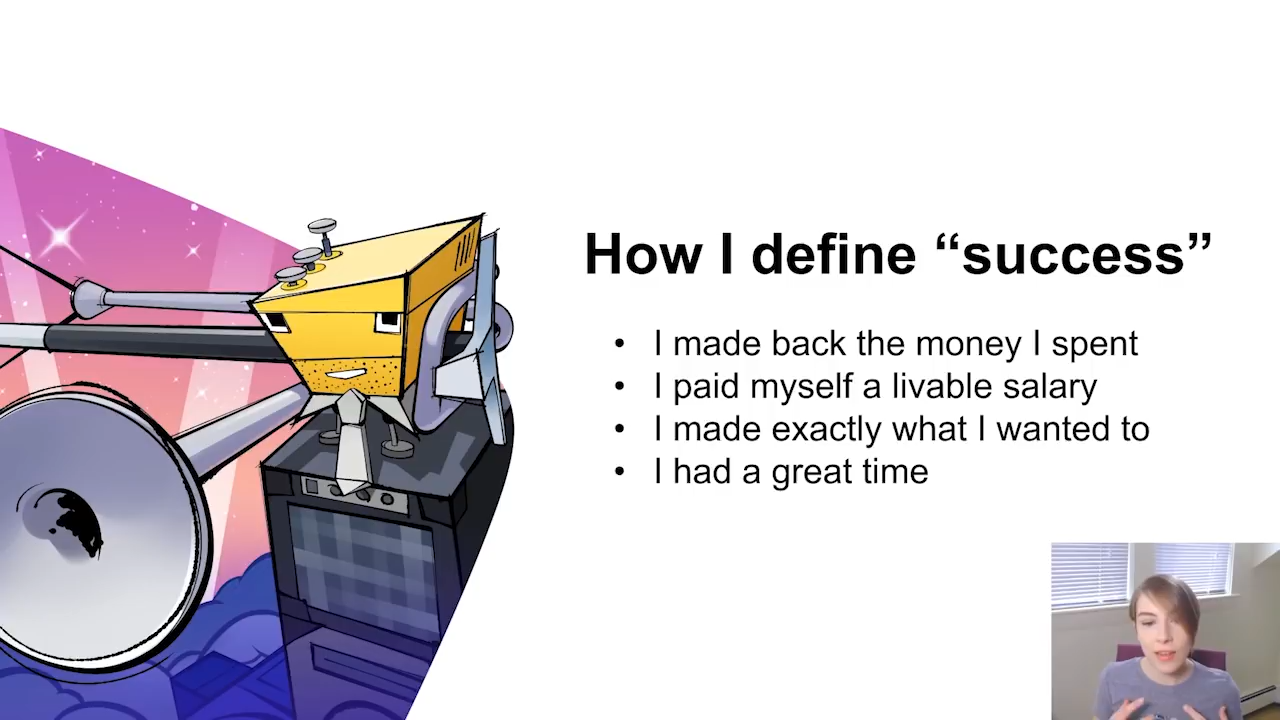 How I define “success”
• I made back the money I spent
• I paid myself a livable salary
• I made exactly what I wanted to
• I had a great time